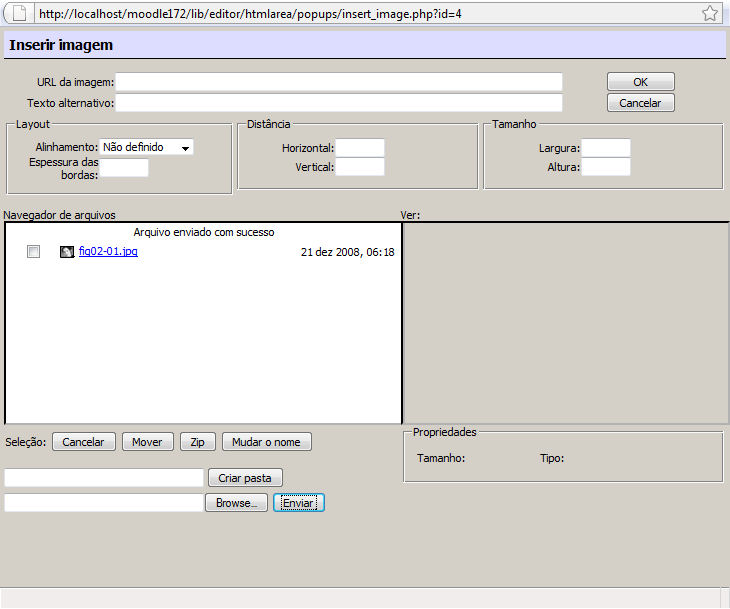 http://localhost/moodle172/lib/editor/htmlarea/popups/insert_image.php?id=4
Inserir imagem
URL da imagem:
OK
Texto alternativo:
Cancelar
Layout
Alinhamento: Não definido
Espessura das
bordas:
Distância
Horizontal:
Vertical:
Tamanho
Largura:
Altura:
Navegador de arquivos
Ver:
Arquivo enviado com sucesso
fig02-01.jpg 21 dez 2008, 06:18
Seleção: Cancelar Mover Zip Mudar o nome
Propriedades
Tamanho: Tipo:
Criar pasta
Browse... Enviar